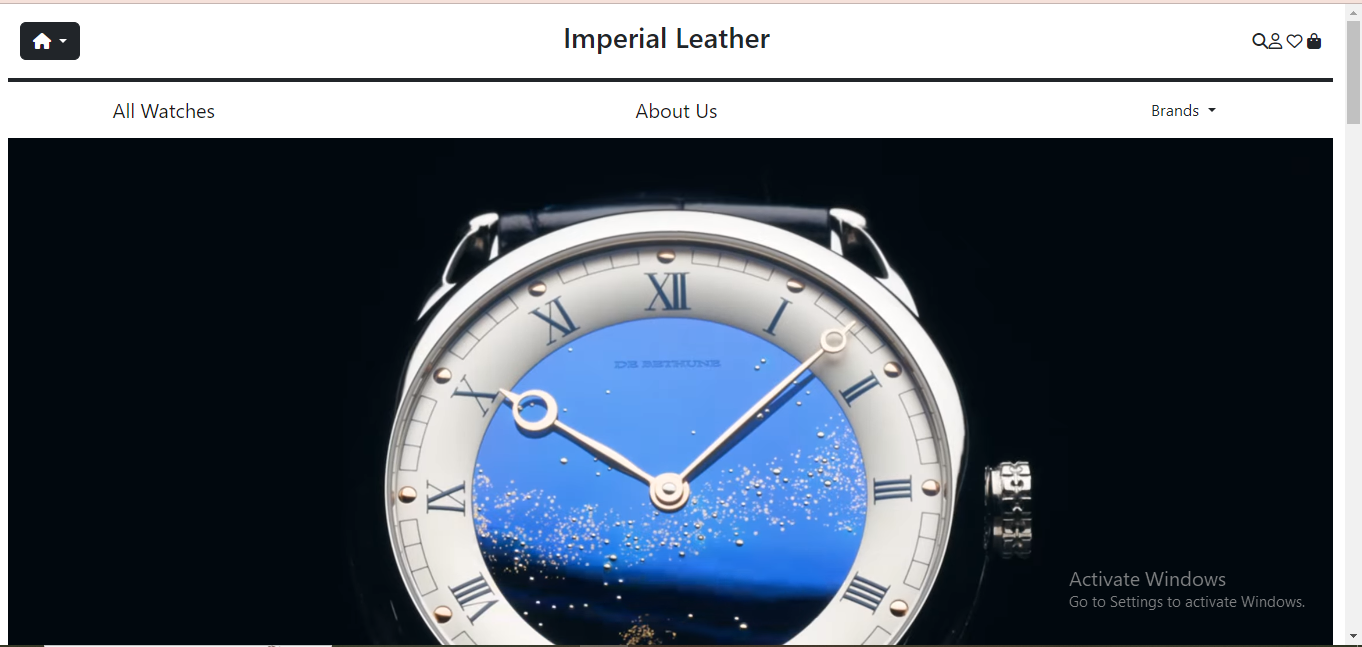 Imperial Leather
All Watches
About Us
Brands
XII
I
II
III
IIII
VIII
IX
X
XI
DE BETHUNE
Activate Windows
Go to Settings to activate Windows.